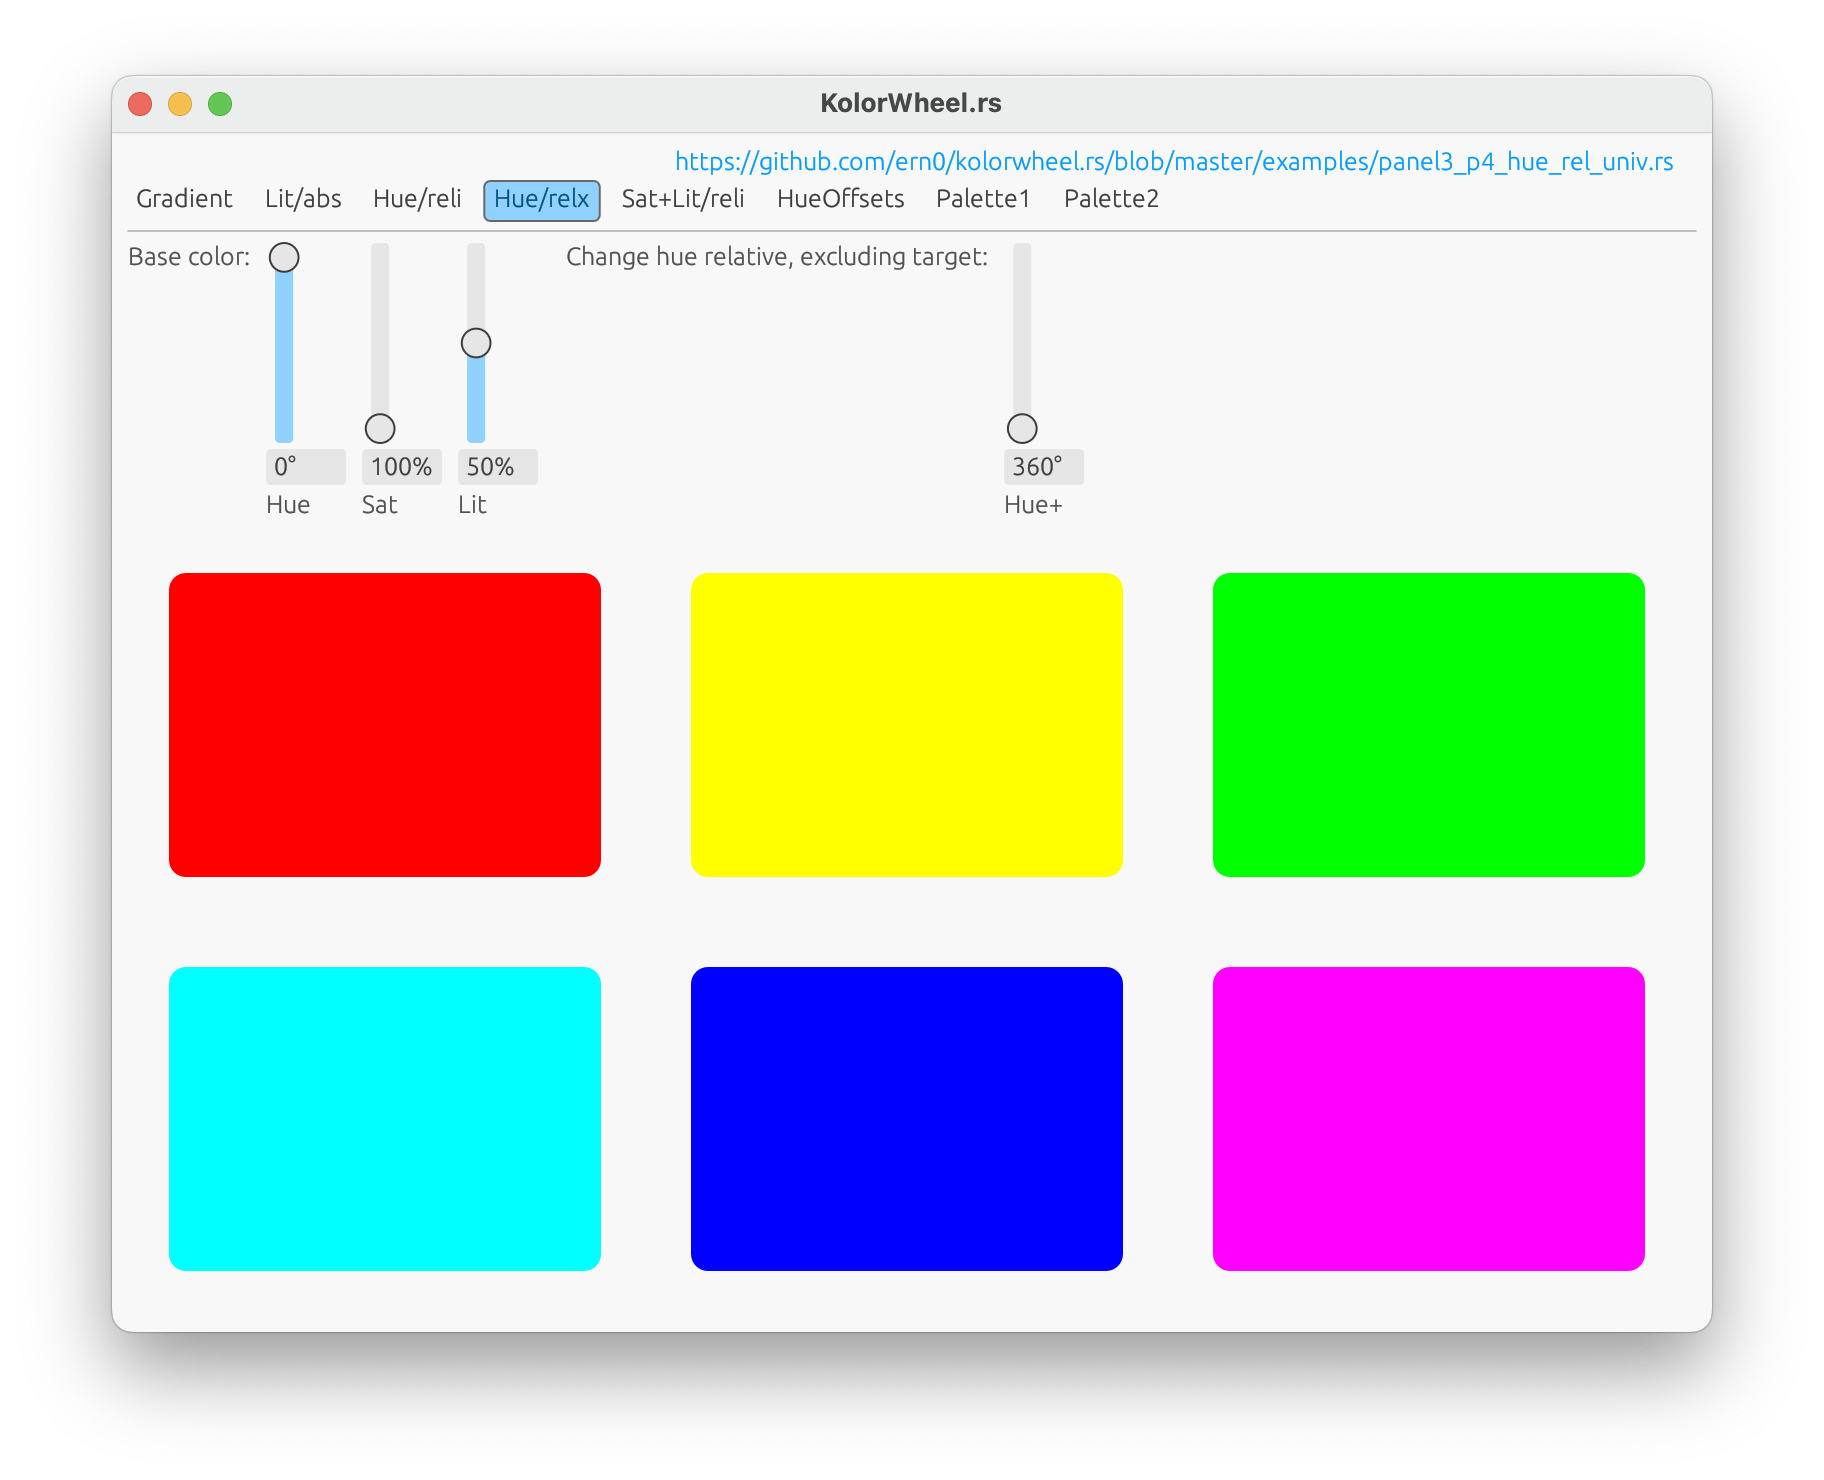 KolorWheel.rs
https://github.com/ern0/kolorwheel.rs/blob/master/examples/panel3_p4_hue_rel_univ.rs
Gradient Lit/abs Hue/reli Hue/relx Sat+Lit/reli HueOffsets Palette1 Palette2
Base color: Change hue relative, excluding target:
0° 100% 50% 360°
Hue Sat Lit Hue+